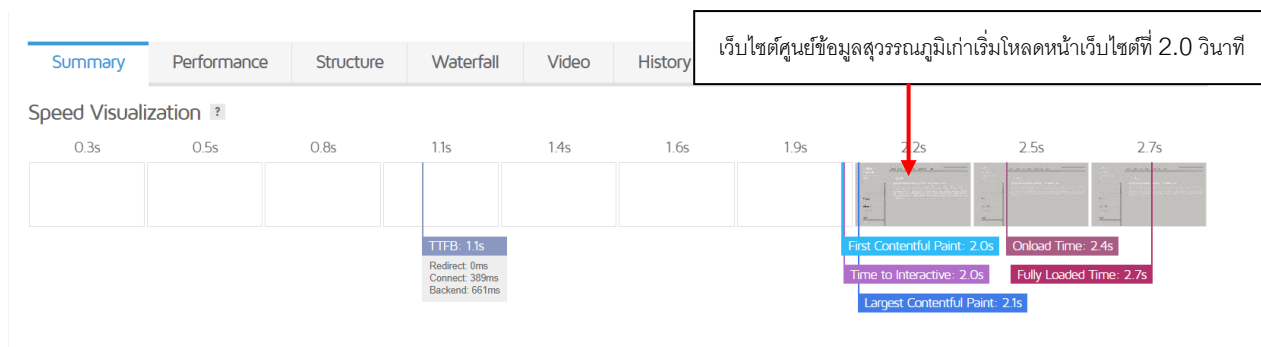 เว็บไซต์ศูนย์ข้อมูลสุวรรณภูมิเก่าเริ่มโหลดหน้าเว็บไซต์ที่ 2.0 วินาที
Summary Performance Structure Waterfall Video History
Speed Visualization ?
0.3s 0.5s 0.8s 1.1s 1.4s 1.6s 1.9s 2.2s 2.5s 2.7s
TTFB: 1.1s
Redirect: 0ms
Connect: 389ms
Backend: 661ms
First Contentful Paint: 2.0s Onload Time: 2.4s
Time to Interactive: 2.0s Fully Loaded Time: 2.7s
Largest Contentful Paint: 2.1s